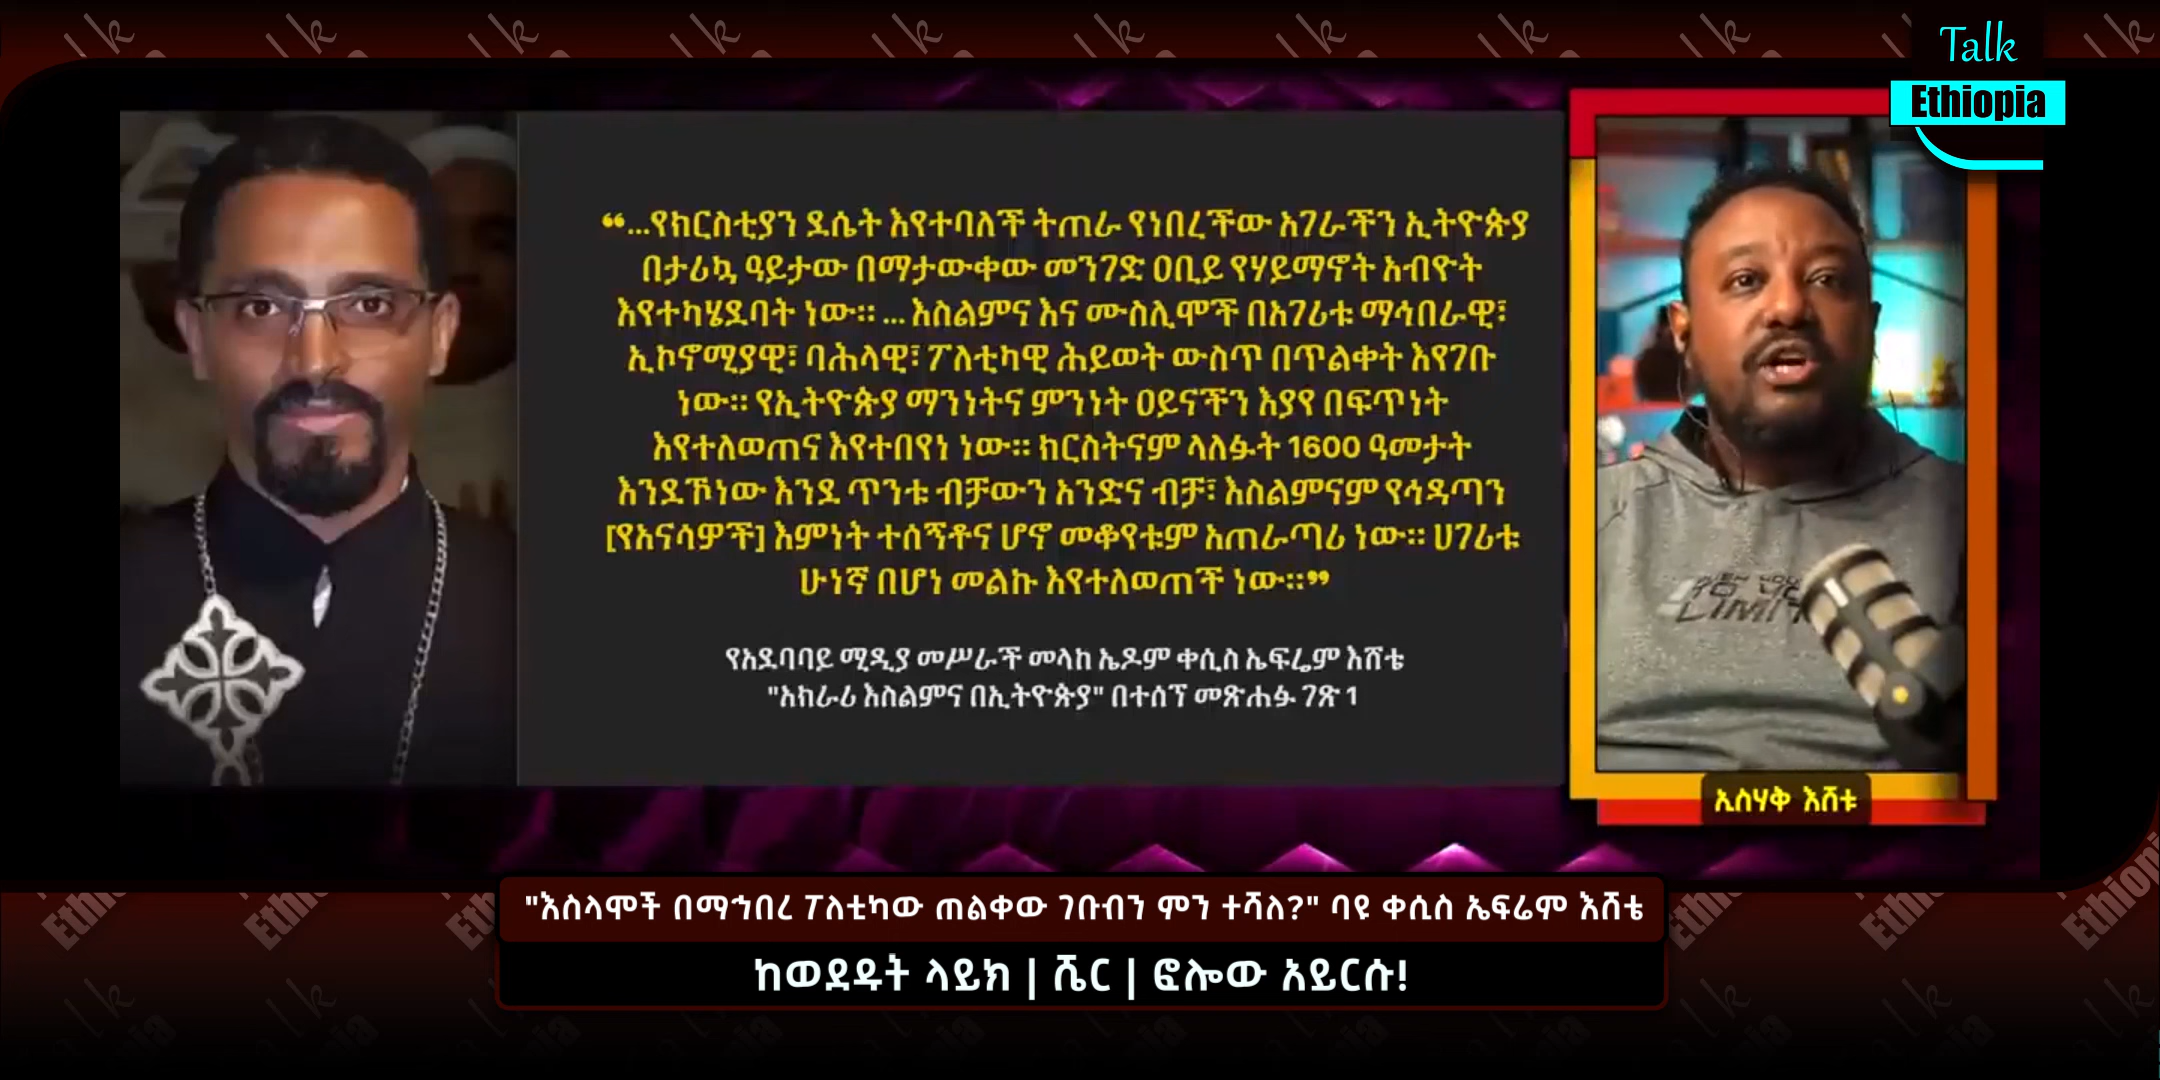 Talk
Ethiopia
“...የክርስቲያን ደሴት እየተባለች ትጠራ የነበረችው አገራችን ኢትዮጵያ
በታሪኳ ዓይታው በማታውቀው መንገድ ዐቢይ የሃይማኖት አብዮት
እየተካሄደባት ነው። ... እስልምና እና ሙስሊሞች በአገሪቱ ማኅበራዊ፣
ኢኮኖሚያዊ፣ ባሕላዊ፣ ፖለቲካዊ ሕይወት ውስጥ በጥልቀት እየገቡ
ነው። የኢትዮጵያ ማንነትና ምንነት ዐይናችን እያየ በፍጥነት
እየተለወጠና እየተበየነ ነው። ክርስትናም ላለፉት 1600 ዓመታት
እንደኾነው እንደ ጥንቱ ብቻውን አንድና ብቻ፣ እስልምናም የኅዳጣን
[የአናሳዎች] እምነት ተሰኝቶና ሆኖ መቆየቱም አጠራጣሪ ነው። ሀገሪቱ
ሁነኛ በሆነ መልኩ እየተለወጠች ነው።”
የአደባባይ ሚዲያ መሥራች መላከ ኤዶም ቀሲስ ኤፍሬም እሸቴ
"አክራሪ እስልምና በኢትዮጵያ" በተሰኘ መጽሐፉ ገጽ 1
ኢስሃቅ እሸቱ
"እስላሞች በማኅበረ ፖለቲካው ጠልቀው ገቡብን ምን ተሻለ?" ባዩ ቀሲስ ኤፍሬም እሸቴ
ከወደዱት ላይክ | ሼር | ፎሎው አይርሱ!